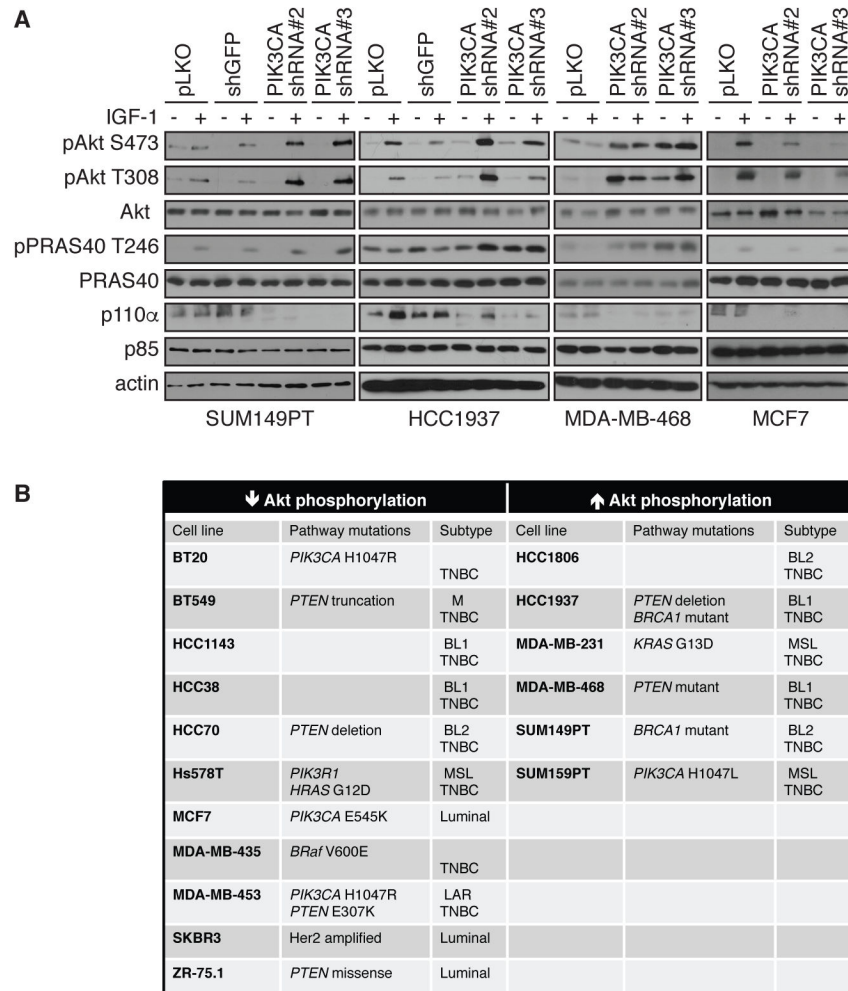 A
pLKO shGFP PIK3CA shRNA#2 PIK3CA shRNA#3 pLKO shGFP PIK3CA shRNA#2 PIK3CA shRNA#3 pLKO PIK3CA shRNA#2 PIK3CA shRNA#3 pLKO PIK3CA shRNA#2 PIK3CA shRNA#3
IGF-1 - + - + - + - + - + - + - + - + - + - + - + - + - + - +
pAkt S473
pAkt T308
Akt
pPRAS40 T246
PRAS40
p110α
p85
actin
SUM149PT HCC1937 MDA-MB-468 MCF7
B
↓ Akt phosphorylation ↑ Akt phosphorylation
Cell line Pathway mutations Subtype Cell line Pathway mutations Subtype
BT20 PIK3CA H1047R HCC1806 BL2
TNBC TNBC
BT549 PTEN truncation M HCC1937 PTEN deletion BL1
TNBC BRCA1 mutant TNBC
HCC1143 BL1 MDA-MB-231 KRAS G13D MSL
TNBC TNBC
HCC38 BL1 MDA-MB-468 PTEN mutant BL1
TNBC TNBC
HCC70 PTEN deletion BL2 SUM149PT BRCA1 mutant BL2
TNBC TNBC
Hs578T PIK3R1 MSL SUM159PT PIK3CA H1047L MSL
HRAS G12D TNBC TNBC
MCF7 PIK3CA E545K Luminal
MDA-MB-435 BRaf V600E
TNBC
MDA-MB-453 PIK3CA H1047R LAR
PTEN E307K TNBC
SKBR3 Her2 amplified Luminal
ZR-75.1 PTEN missense Luminal